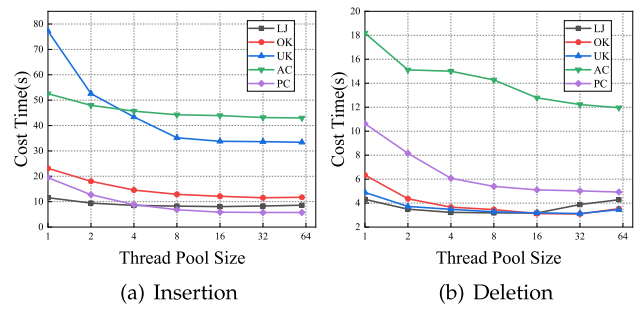 85
80
70
60
50
40
30
20
10
0
Cost Time(s)
1 2 4 8 16 32 64
Thread Pool Size
LJ
OK
UK
AC
PC
(a) Insertion
20
18
16
14
12
10
8
6
4
2
Cost Time(s)
1 2 4 8 16 32 64
Thread Pool Size
LJ
OK
UK
AC
PC
(b) Deletion